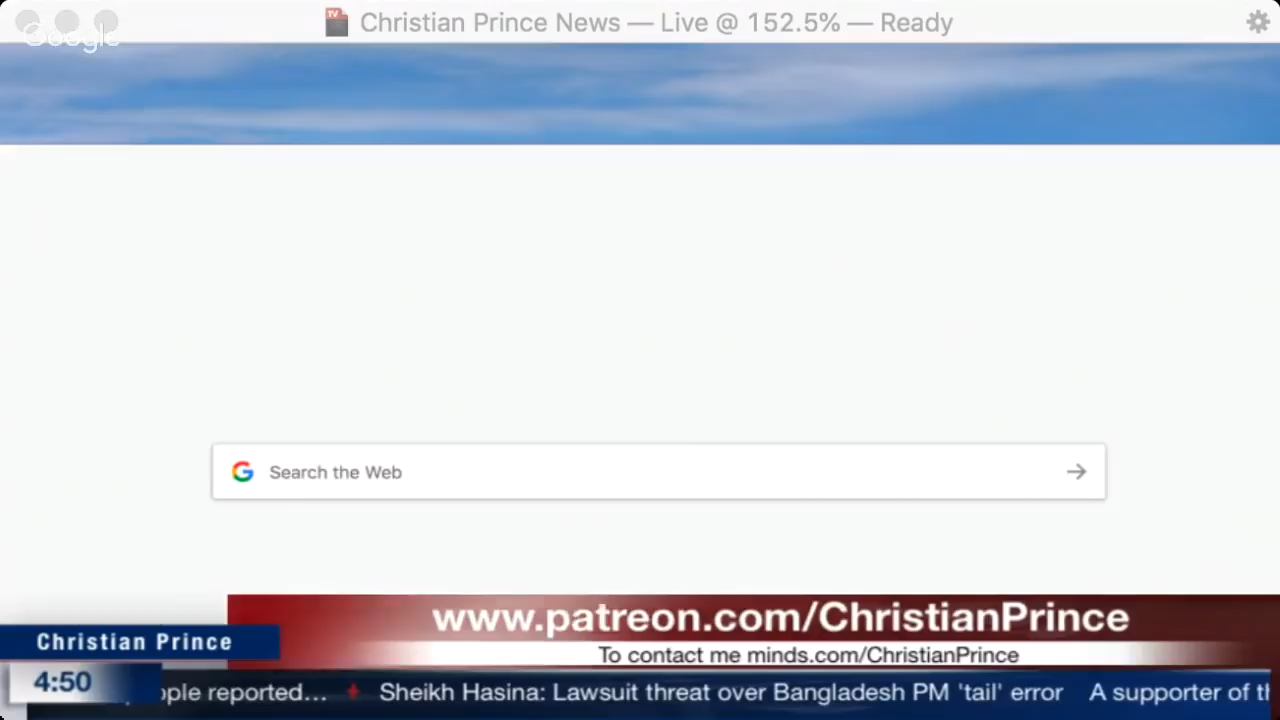 Christian Prince News — Live @ 152.5% — Ready
Google
Search the Web
www.patreon.com/ChristianPrince
To contact me minds.com/ChristianPrince
Christian Prince
4:50
reported... Sheikh Hasina: Lawsuit threat over Bangladesh PM 'tail' error A supporter of